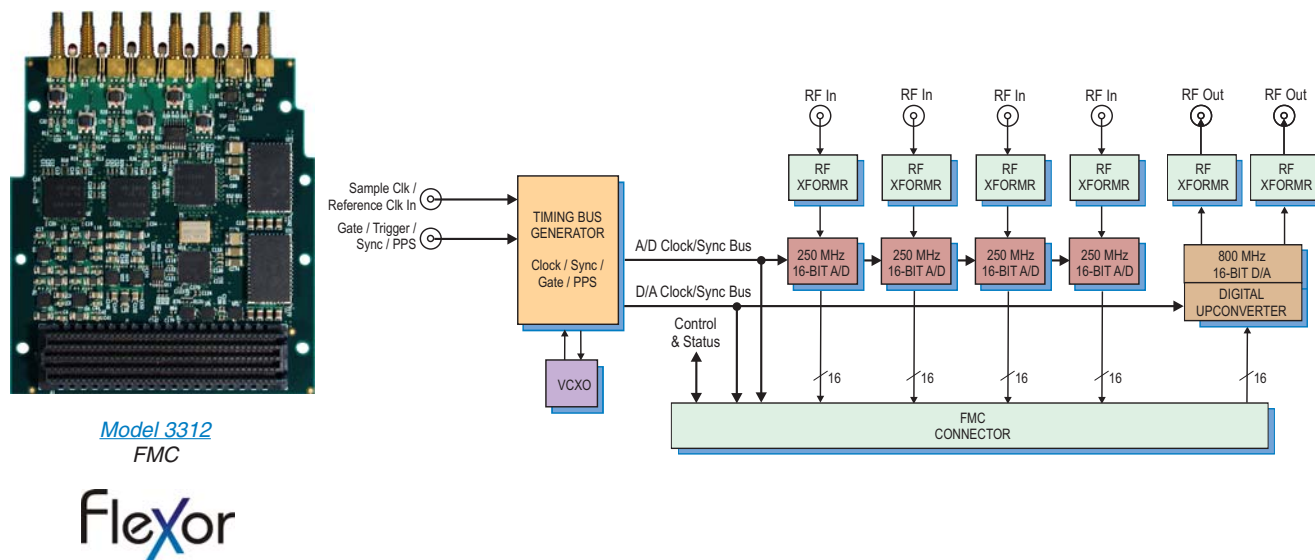 RF In
RF In
RF In
RF In
RF Out
RF Out
RF
XFORMR
RF
XFORMR
RF
XFORMR
RF
XFORMR
RF
XFORMR
RF
XFORMR
Sample Clk /
Reference Clk In
Gate / Trigger /
Sync / PPS
TIMING BUS
GENERATOR
Clock / Sync /
Gate / PPS
VCXO
A/D Clock/Sync Bus
D/A Clock/Sync Bus
Control
& Status
250 MHz
16-BIT A/D
250 MHz
16-BIT A/D
250 MHz
16-BIT A/D
250 MHz
16-BIT A/D
800 MHz
16-BIT D/A
DIGITAL
UPCONVERTER
16
16
16
16
16
FMC
CONNECTOR
Model 3312
FMC
Flexor